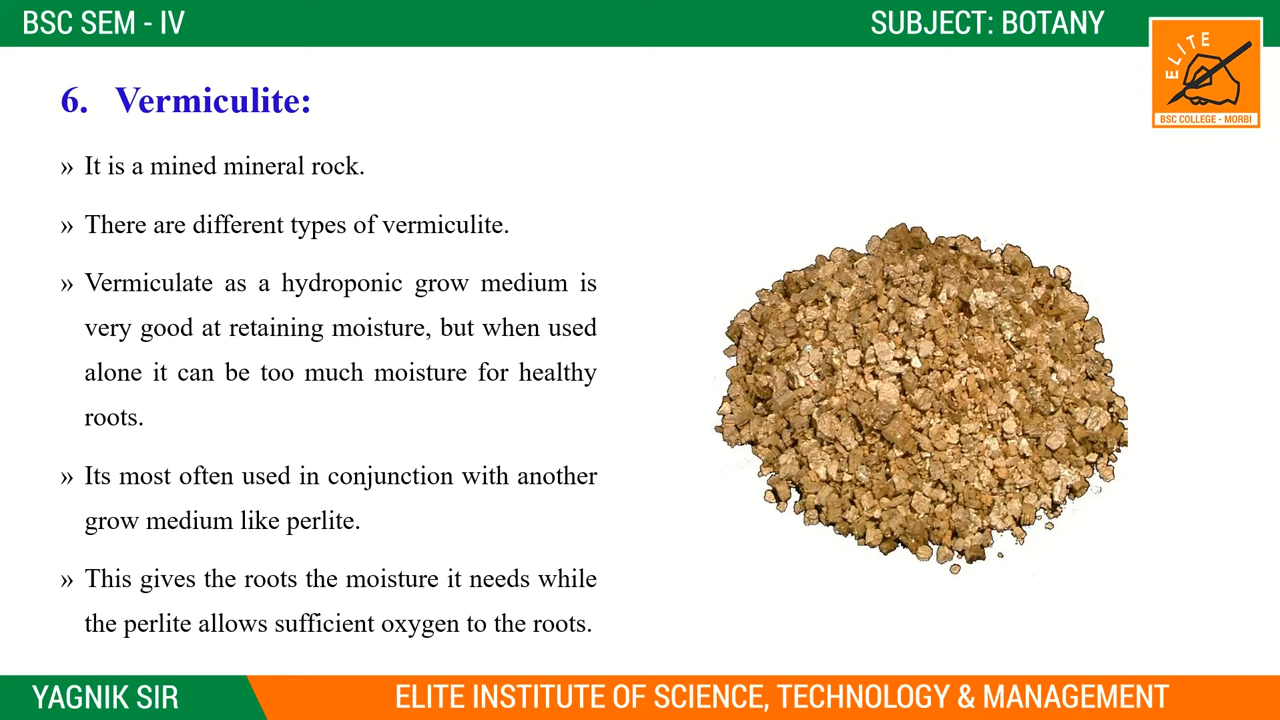 BSC SEM - IV
SUBJECT: BOTANY
ELITE
BSC COLLEGE - MORBI
6. Vermiculite:
» It is a mined mineral rock.
» There are different types of vermiculite.
» Vermiculate as a hydroponic grow medium is
very good at retaining moisture, but when used
alone it can be too much moisture for healthy
roots.
» Its most often used in conjunction with another
grow medium like perlite.
» This gives the roots the moisture it needs while
the perlite allows sufficient oxygen to the roots.
YAGNIK SIR
ELITE INSTITUTE OF SCIENCE, TECHNOLOGY & MANAGEMENT